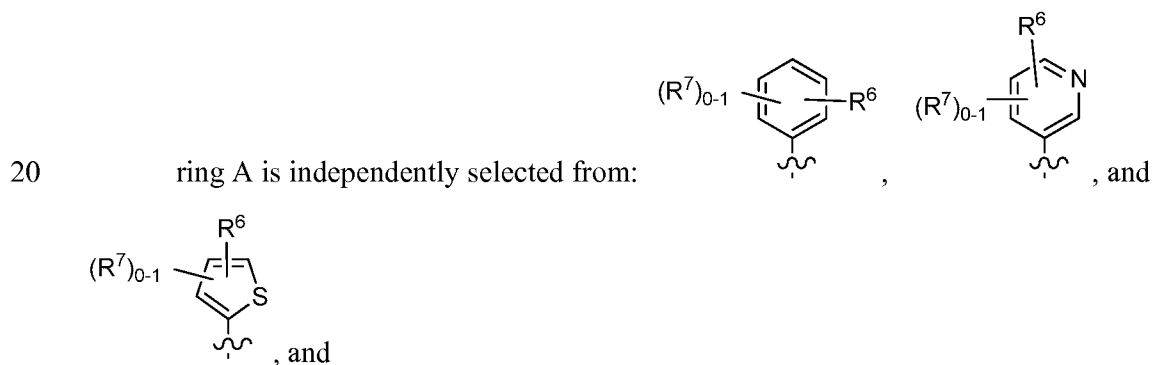 R⁶
(R⁷)₀₋₁ R⁶ (R⁷)₀₋₁ N
20 ring A is independently selected from: , , and
R⁶
(R⁷)₀₋₁ S
, and